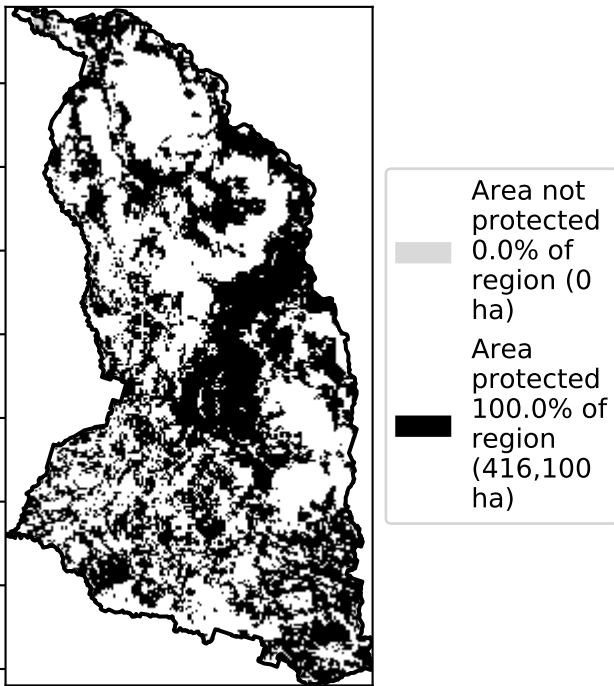 Area not
protected
0.0% of
region (0
ha)
Area
protected
100.0% of
region
(416,100
ha)